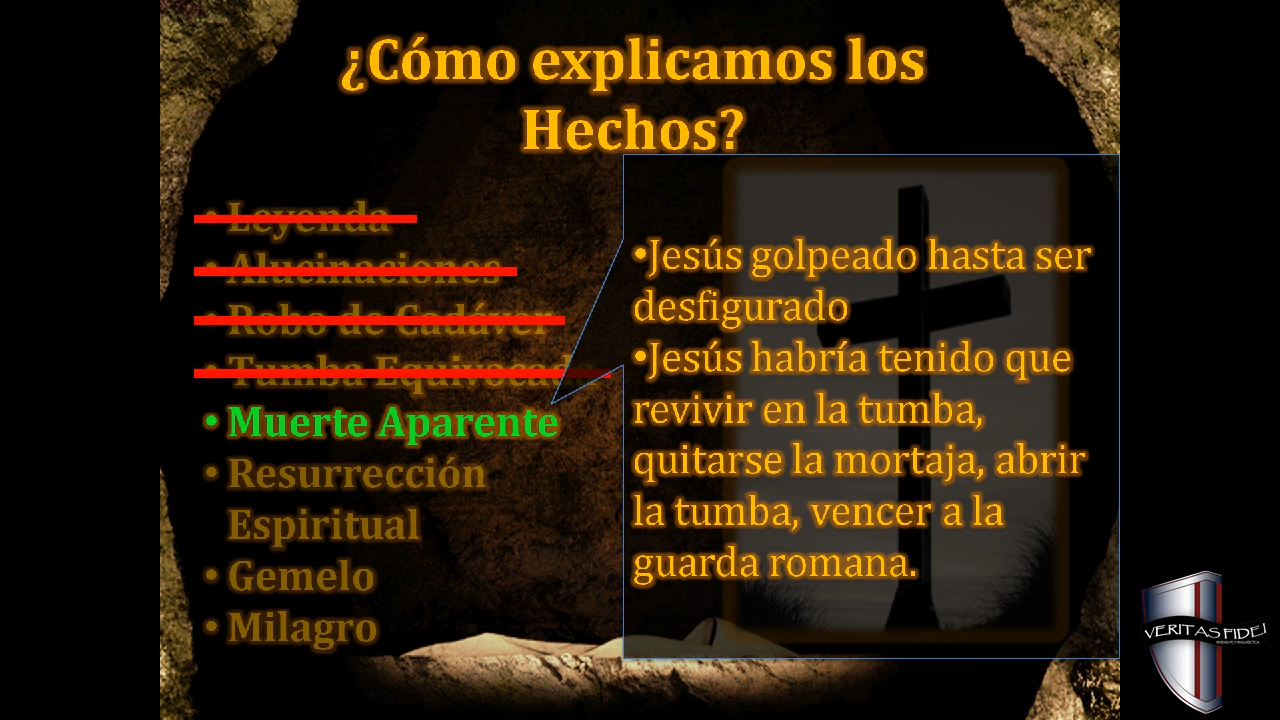 ¿Cómo explicamos los
Hechos?
• Leyenda
• Alucinaciones
• Robo de Cadáver
• Tumba
• Muerte Aparente
• Resurrección
Espiritual
• Gemelo
• Milagro
•Jesús golpeado hasta ser
desfigurado
•Jesús habría tenido que
revivir en la tumba,
quitarse la mortaja, abrir
la tumba, vencer a la
guarda romana.
VERITAS FIDEI